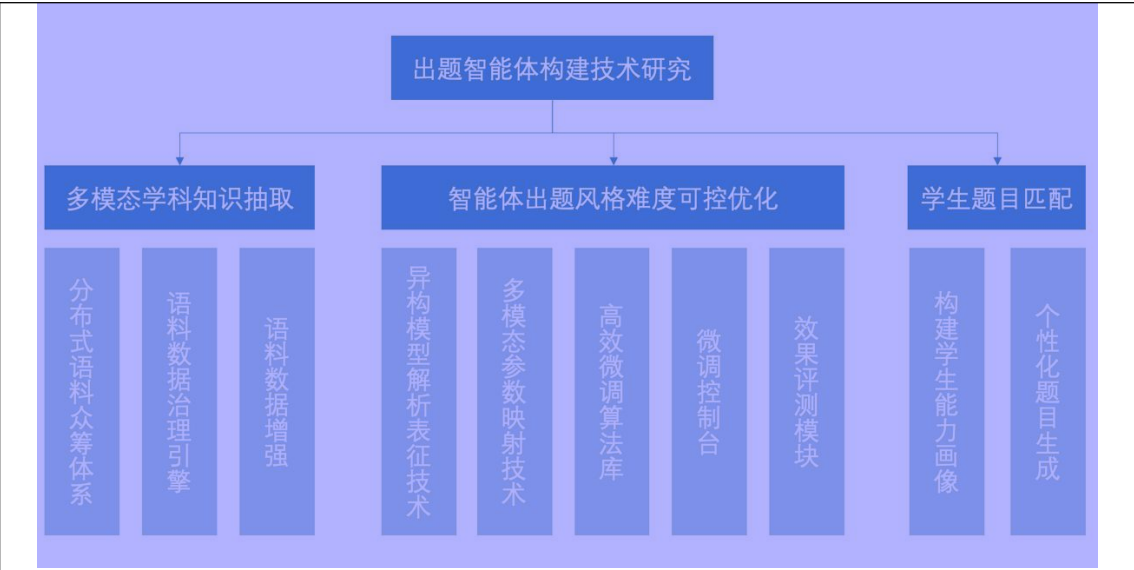 出题智能体构建技术研究
多模态学科知识抽取
智能体出题风格难度可控优化
学生题目匹配
分布式语料众筹体系
语料数据治理引擎
语料数据增强
异构模型解析表征技术
多模态参数映射技术
高效微调算法库
微调控制台
效果评测模块
构建学生能力画像
个性化题目生成